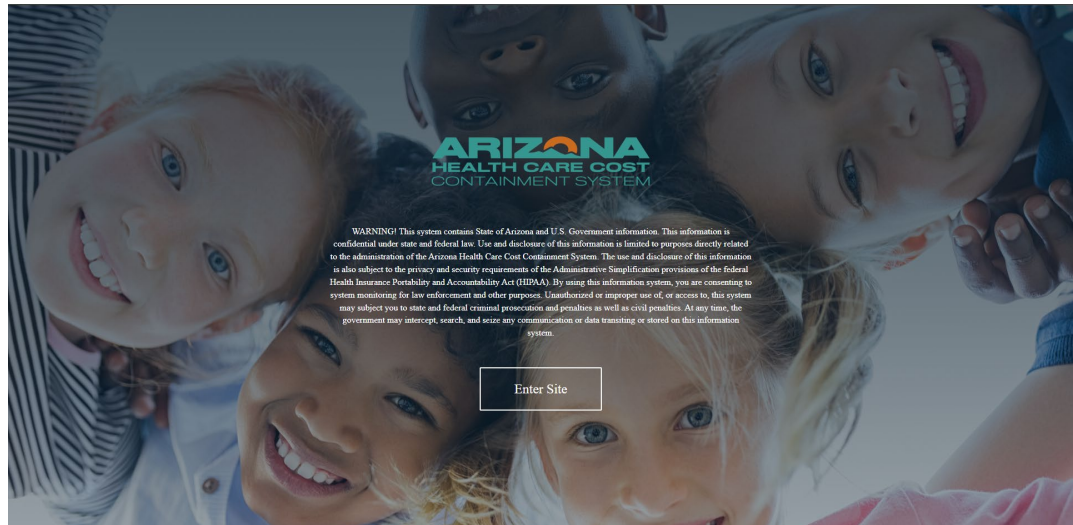 ARIZONA
HEALTH CARE COST
CONTAINMENT SYSTEM
WARNING! This system contains State of Arizona and U.S. Government information. This information is
confidential under state and federal law. Use and disclosure of this information is limited to purposes directly related
to the administration of the Arizona Health Care Cost Containment System. The use and disclosure of this information
is also subject to the privacy and security requirements of the Administrative Simplification provisions of the federal
Health Insurance Portability and Accountability Act (HIPAA). By using this information system, you are consenting to
system monitoring for law enforcement and other purposes. Unauthorized or improper use of, or access to, this system
may subject you to state and federal criminal prosecution and penalties as well as civil penalties. At any time, the
government may intercept, search, and seize any communication or data transiting or stored on this information
system.
Enter Site